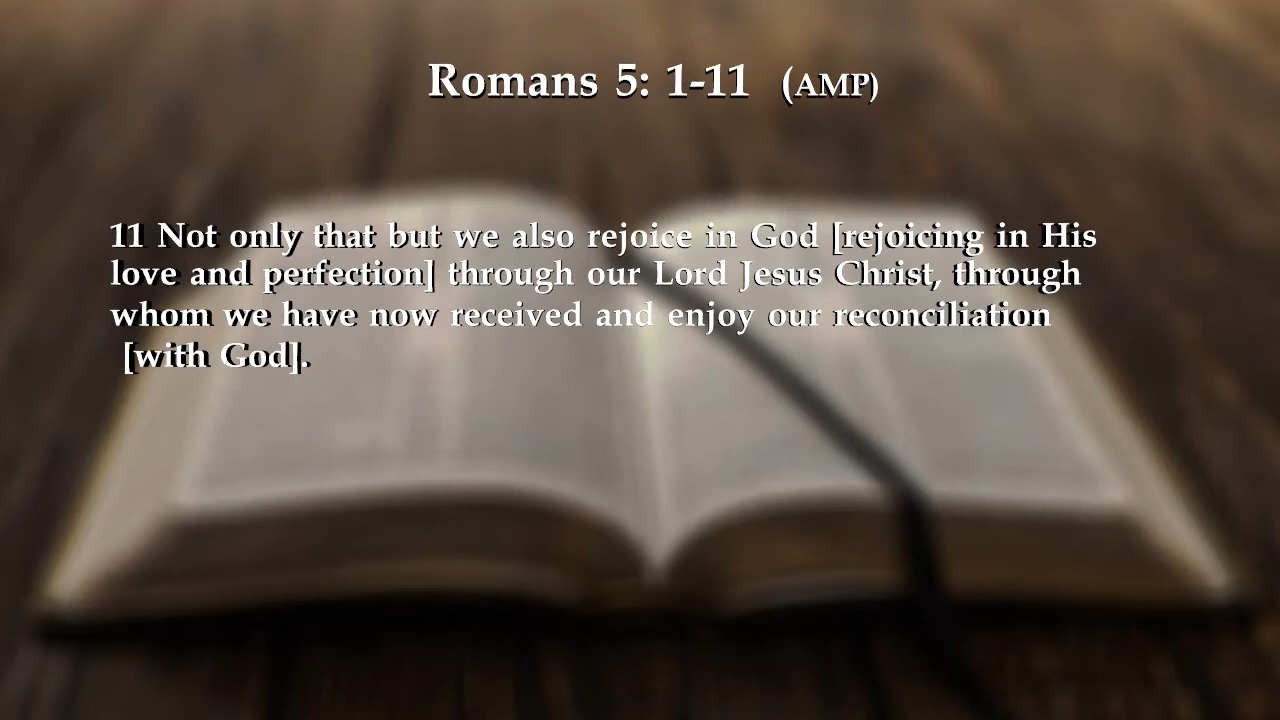 Romans 5: 1-11 (AMP)
11 Not only that but we also rejoice in God [rejoicing in His
love and perfection] through our Lord Jesus Christ, through
whom we have now received and enjoy our reconciliation
[with God].